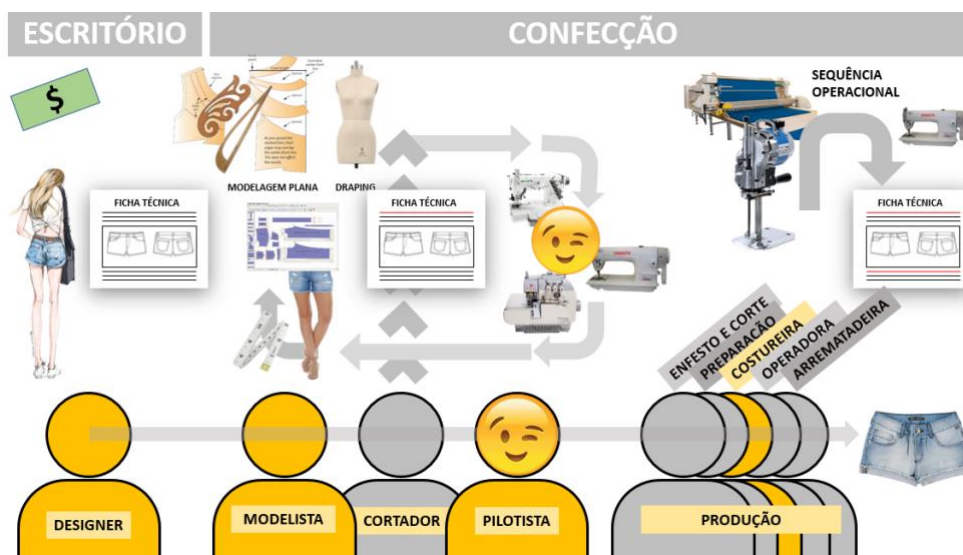 ESCRITÓRIO
CONFECÇÃO
$
SEQUÊNCIA
OPERACIONAL
MODELAGEM PLANA
DRAPING
FICHA TÉCNICA
FICHA TÉCNICA
FICHA TÉCNICA
ENFESTO E CORTE
PREPARAÇÃO
COSTUREIRA
OPERADORA
ARREMATADEIRA
DESIGNER
MODELISTA
CORTADOR
PILOTISTA
PRODUÇÃO